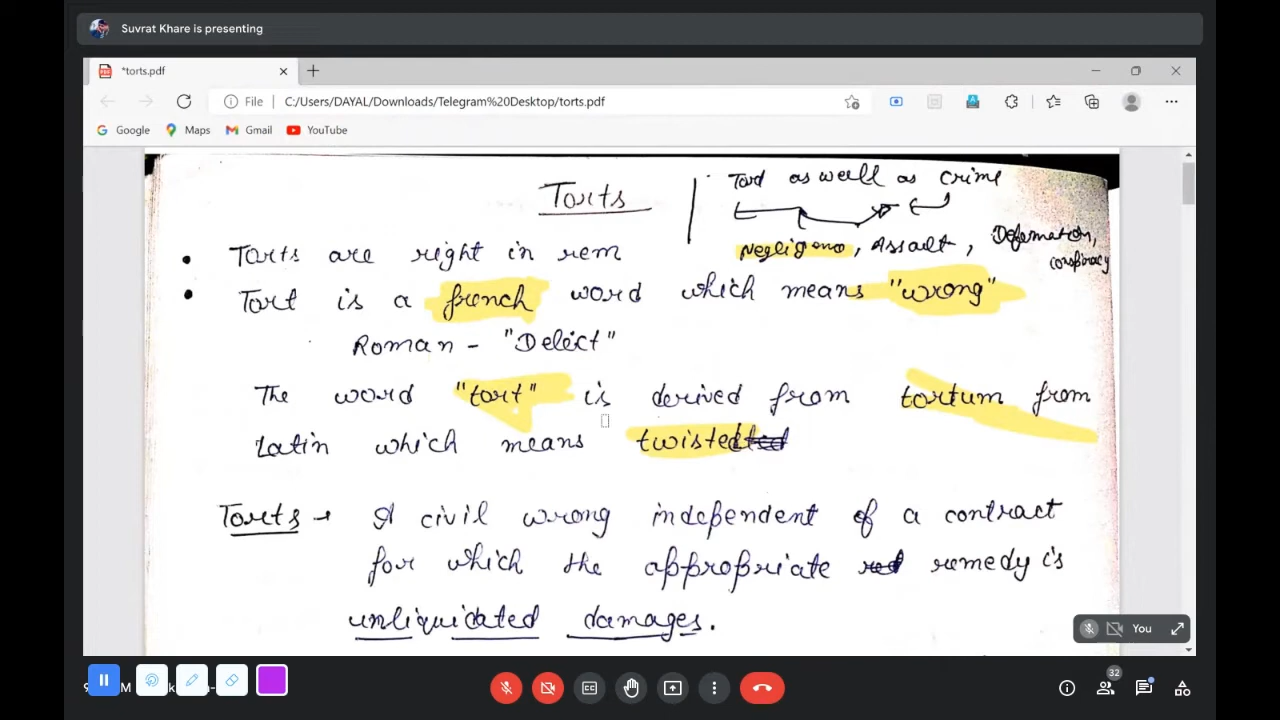 Suvrat Khare is presenting
*torts.pdf
File C:/Users/DAYAL/Downloads/Telegram%20Desktop/torts.pdf
Google Maps Gmail YouTube
Torts
Tord as weell as crime
Negligence, Assalt, Defamation,
conspiracy
• Torts are right in rem
• Tort is a french word which means "wrong"
Roman - "Delict"
The word "tort" is derived from tortum from
Latin which means twisted
Torts → A civil wrong independent of a contract
for which the appropriate remedy is
unliquidated damages.
You
32